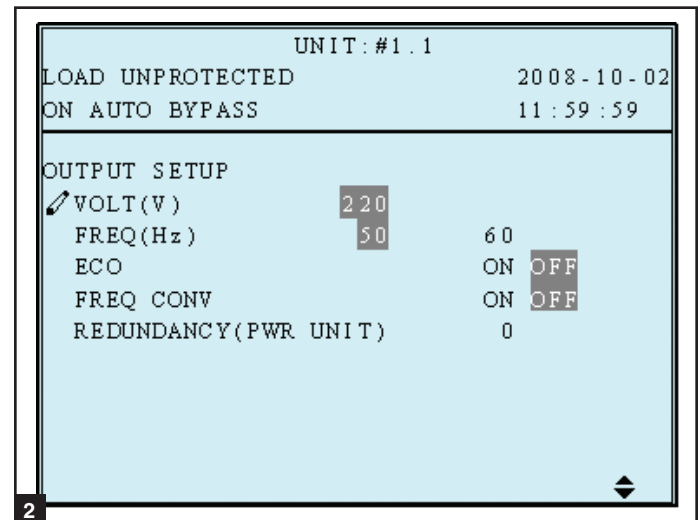 UNIT:#1.1
LOAD UNPROTECTED 2008-10-02
ON AUTO BYPASS 11:59:59
OUTPUT SETUP
VOLT(V) 220
FREQ(Hz) 50 60
ECO ON OFF
FREQ CONV ON OFF
REDUNDANCY(PWR UNIT) 0
2